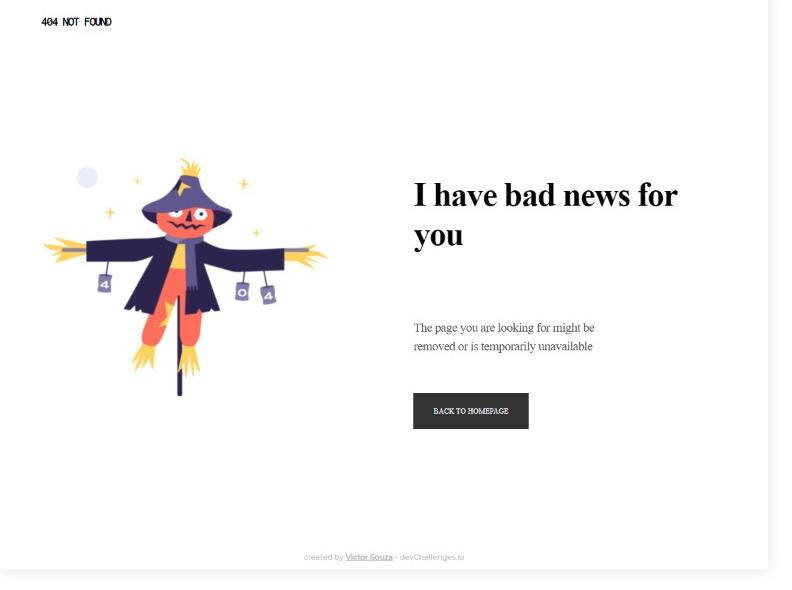 404 NOT FOUND
I have bad news for
you
4
0
4
The page you are looking for might be
removed or is temporarily unavailable
BACK TO HOMEPAGE
created by Victor Souza - devChallenges.io